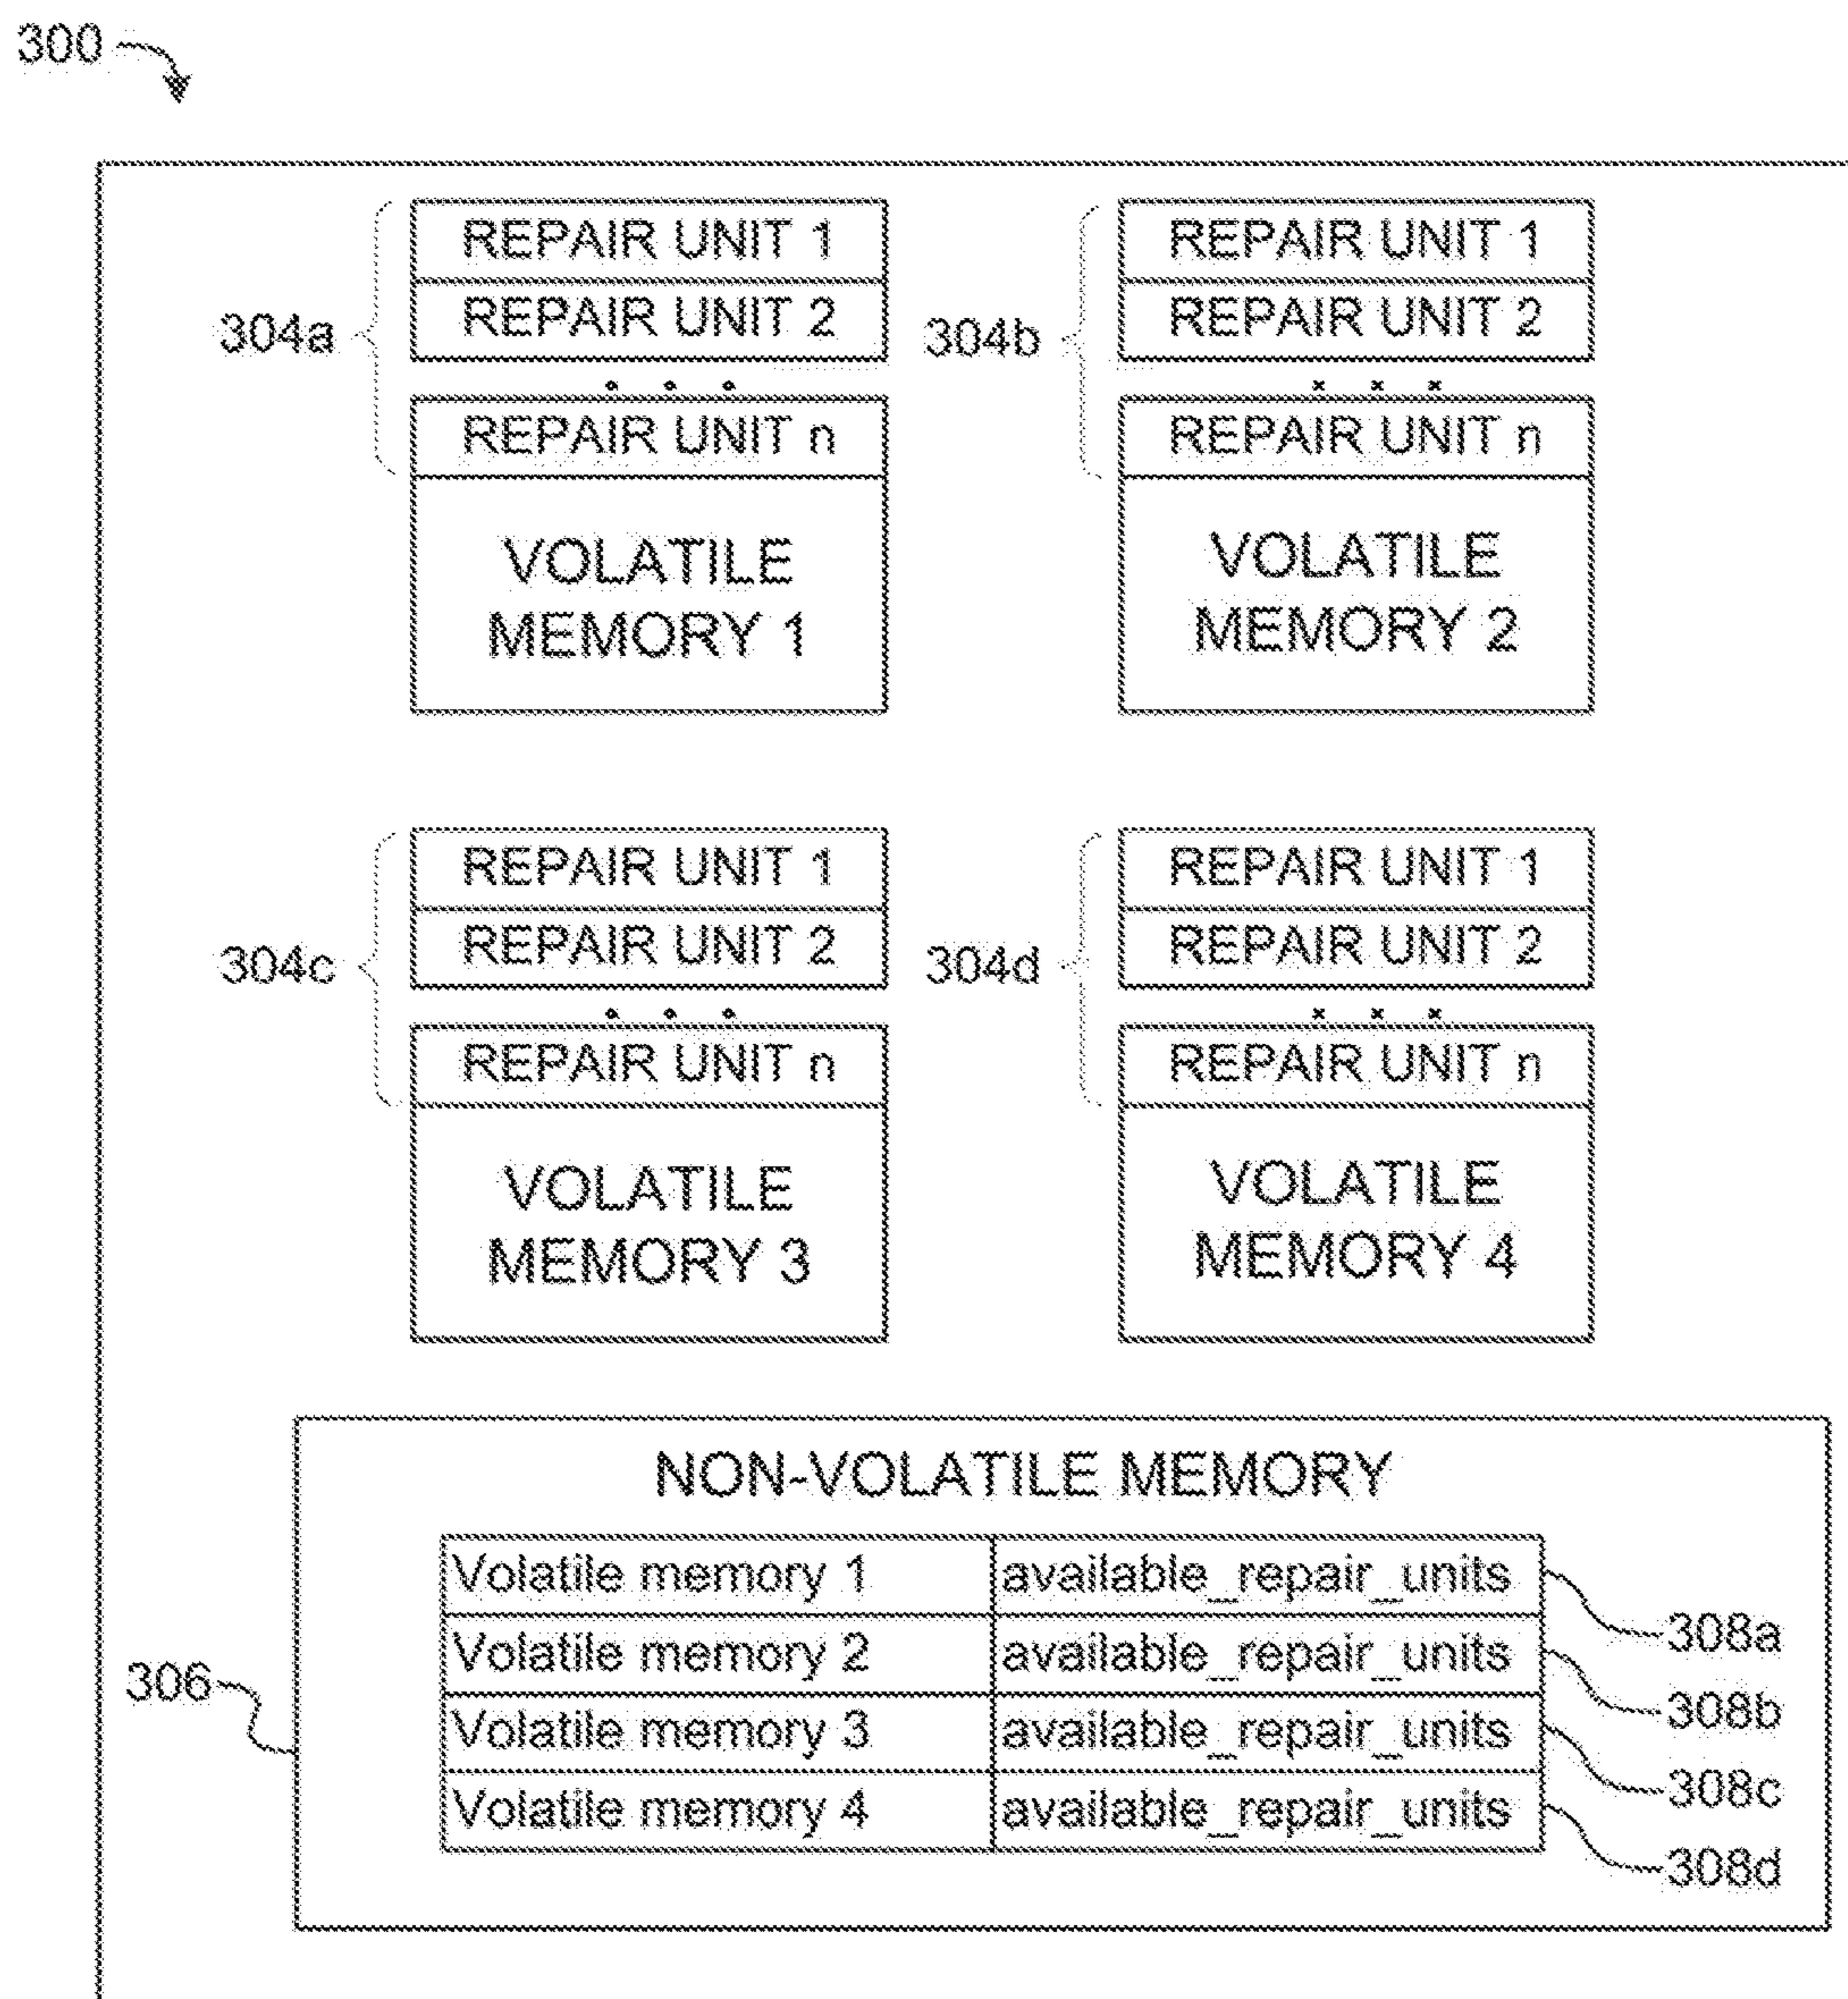 300
REPAIR UNIT 1
REPAIR UNIT 2
304a
REPAIR UNIT n
VOLATILE
MEMORY 1
REPAIR UNIT 1
REPAIR UNIT 2
304b
REPAIR UNIT n
VOLATILE
MEMORY 2
REPAIR UNIT 1
REPAIR UNIT 2
304c
REPAIR UNIT n
VOLATILE
MEMORY 3
REPAIR UNIT 1
REPAIR UNIT 2
304d
REPAIR UNIT n
VOLATILE
MEMORY 4
NON-VOLATILE MEMORY
Volatile memory 1 available_repair_units
308a
Volatile memory 2 available_repair_units
308b
306
Volatile memory 3 available_repair_units
308c
Volatile memory 4 available_repair_units
308d